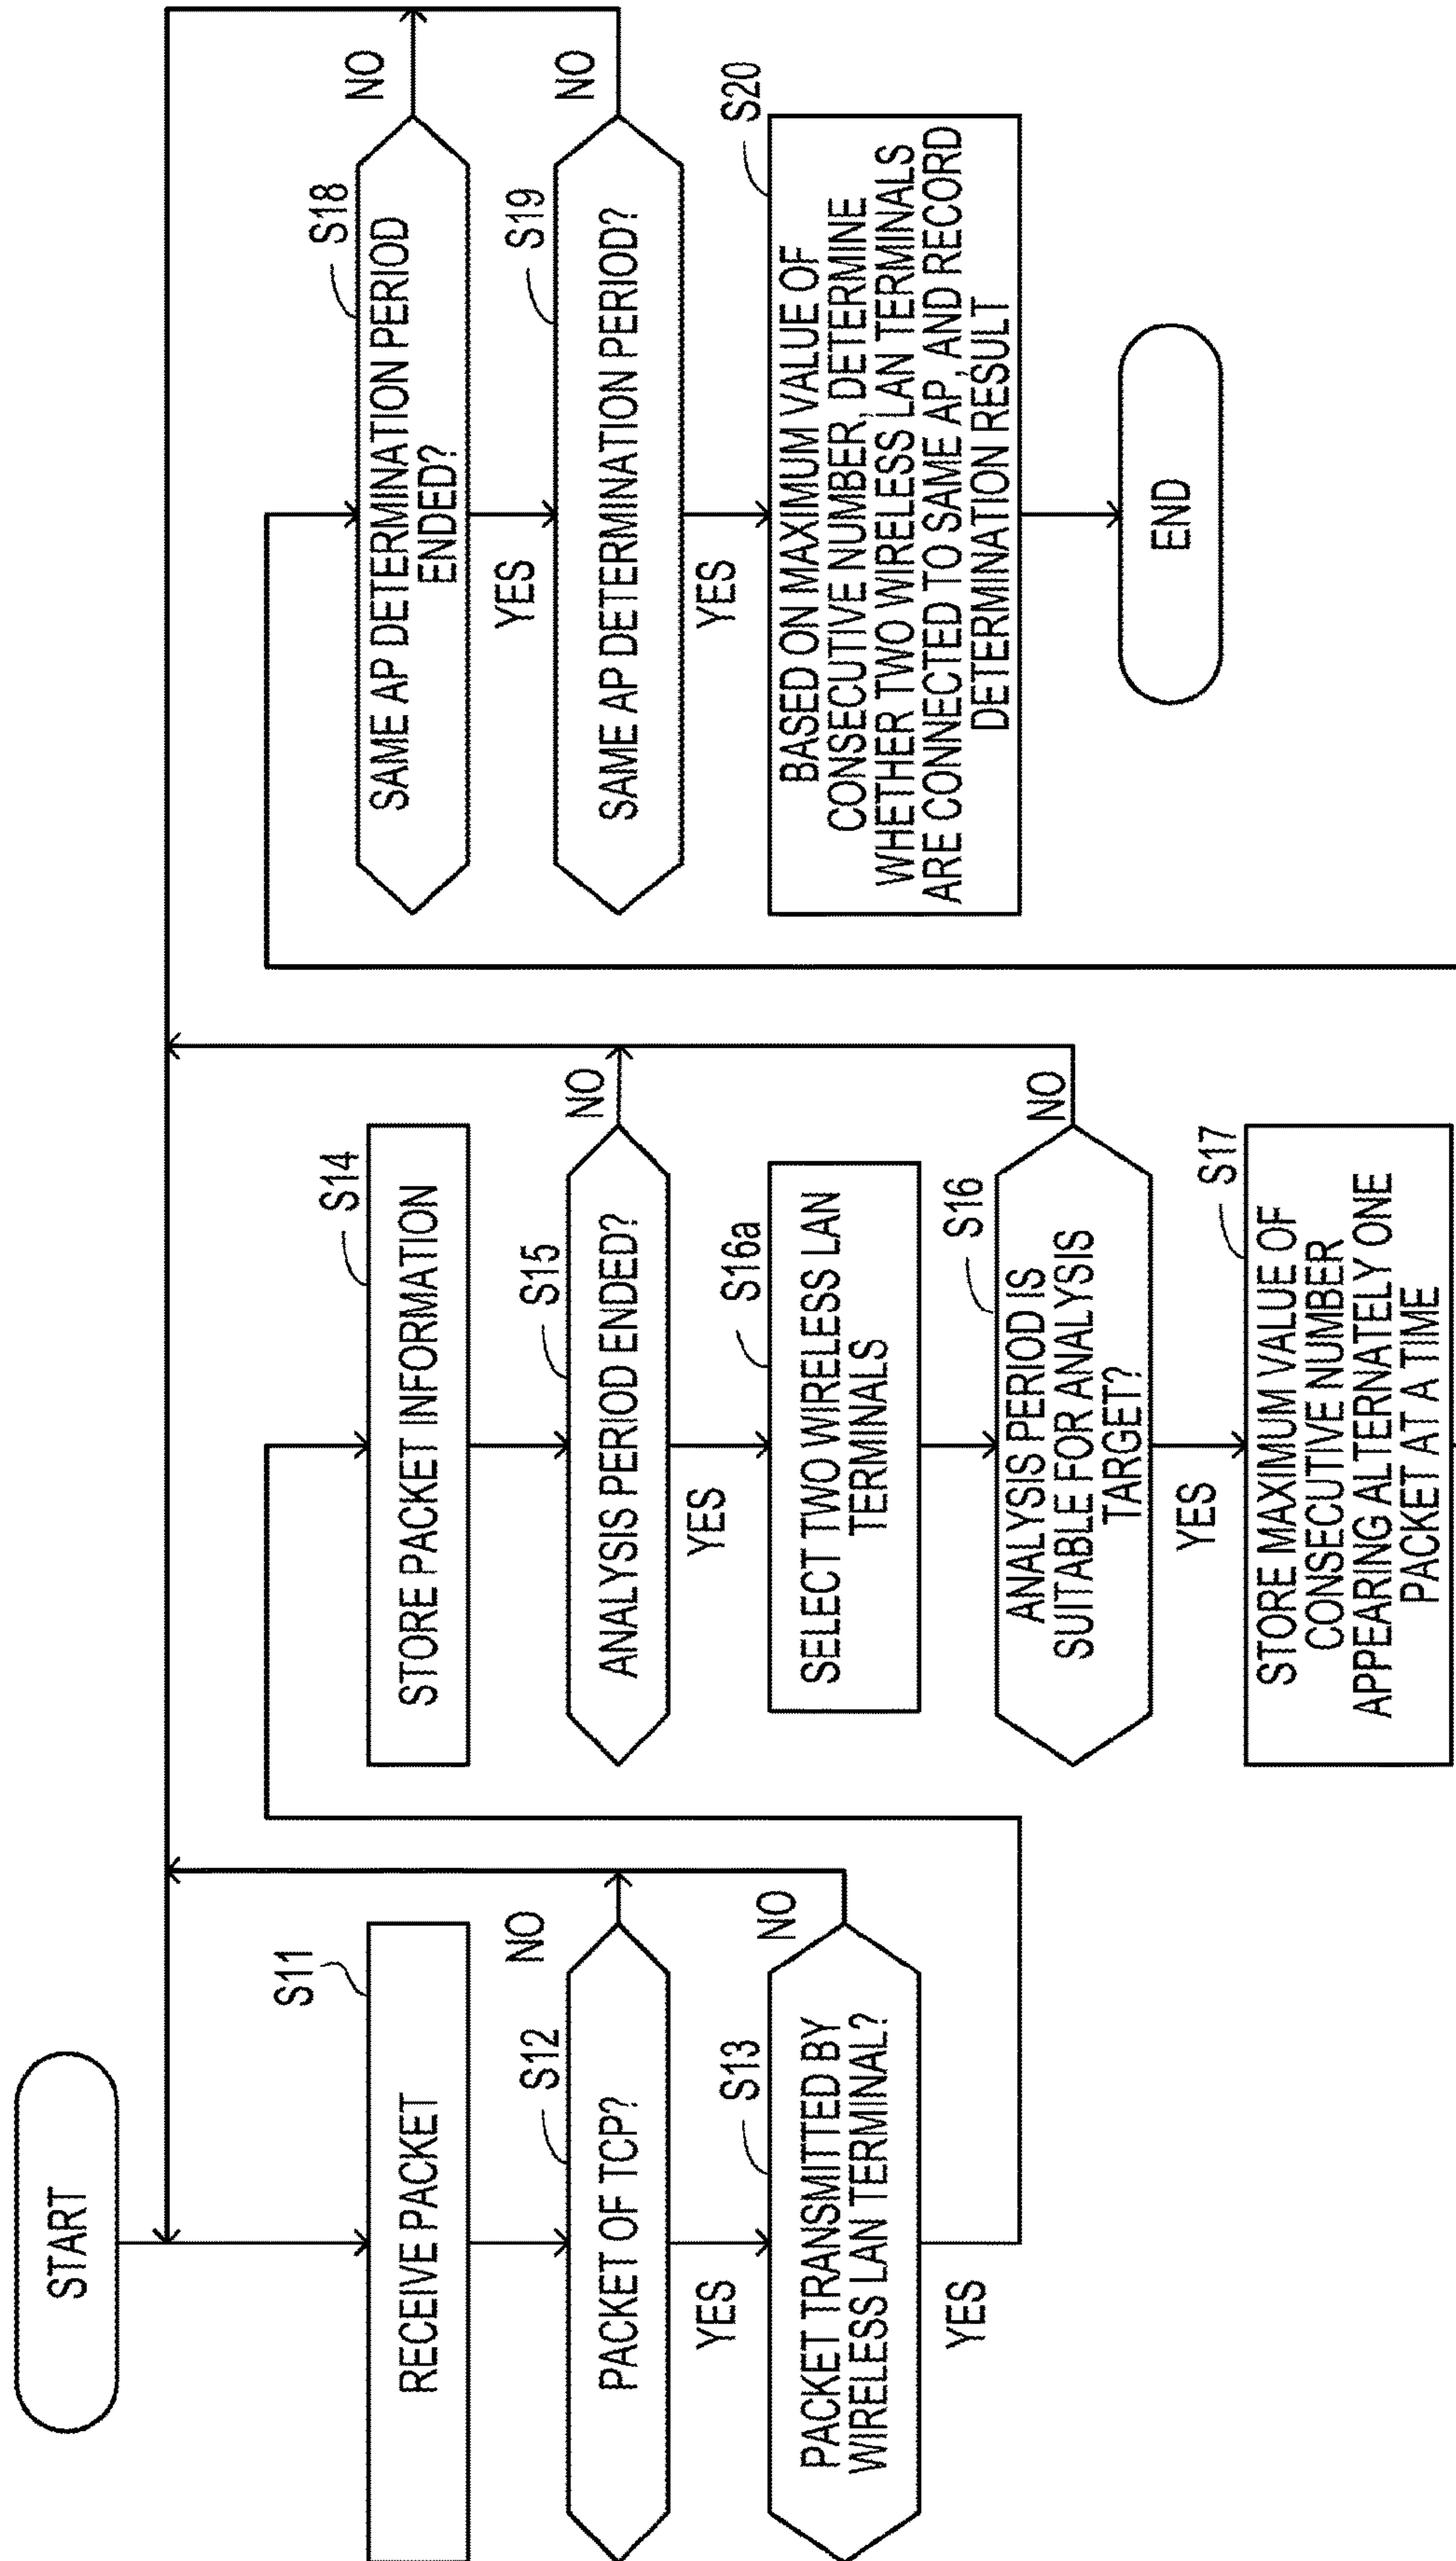 START
S11
RECEIVE PACKET
S12
PACKET OF TCP?
NO
YES
S13
PACKET TRANSMITTED BY
WIRELESS LAN TERMINAL?
NO
YES
S14
STORE PACKET INFORMATION
S15
ANALYSIS PERIOD ENDED?
NO
YES
S16a
SELECT TWO WIRELESS LAN
TERMINALS
S16
ANALYSIS PERIOD IS
SUITABLE FOR ANALYSIS
TARGET?
NO
YES
S17
STORE MAXIMUM VALUE OF
CONSECUTIVE NUMBER
APPEARING ALTERNATELY ONE
PACKET AT A TIME
S18
SAME AP DETERMINATION PERIOD
ENDED?
NO
YES
S19
SAME AP DETERMINATION PERIOD?
NO
YES
S20
BASED ON MAXIMUM VALUE OF
CONSECUTIVE NUMBER, DETERMINE
WHETHER TWO WIRELESS LAN TERMINALS
ARE CONNECTED TO SAME AP, AND RECORD
DETERMINATION RESULT
END